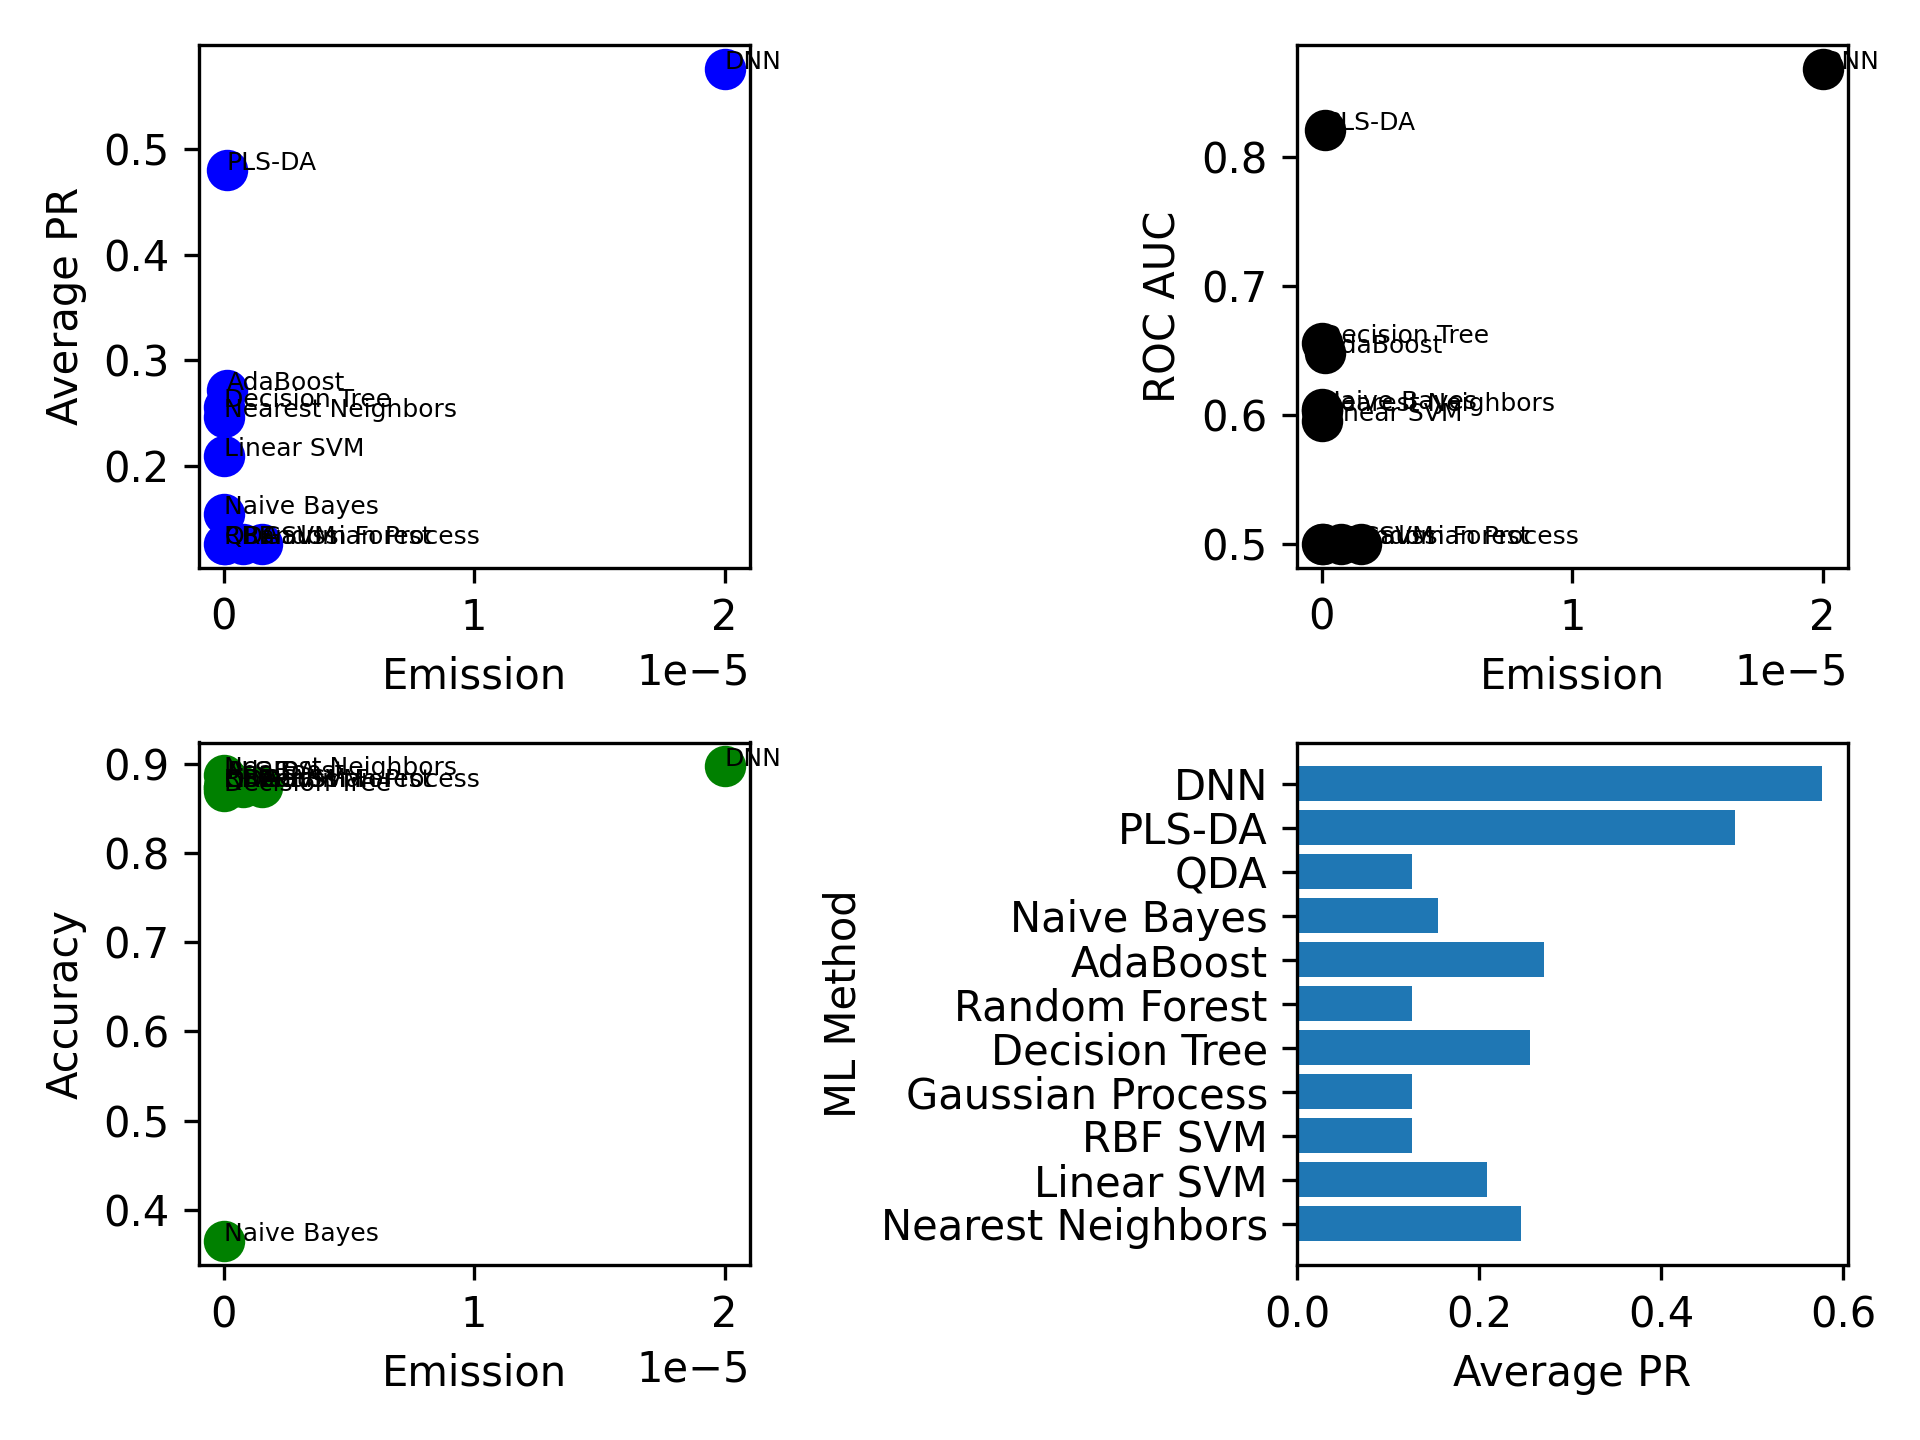 DNN
PLS-DA
0.5
0.4
AdaBoost
Decision Tree
0.3
Nearest Neighbors
Linear SVM
0.2
Naive Bayes
Process
Average PR
0 1 2
Emission 1e−5
PLS-DA
0.8
0.7
Decision Tree
AdaBoost
0.6
0.5
Process
ROC AUC
0 1 2
Emission 1e−5
0.9
DNN
Nearest Neighbors
Decision Tree
0.8
0.7
0.6
0.5
0.4
Naive Bayes
Accuracy
0 1 2
Emission 1e−5
ML Method
DNN
PLS-DA
QDA
Naive Bayes
AdaBoost
Random Forest
Decision Tree
Gaussian Process
RBF SVM
Linear SVM
Nearest Neighbors
0.0 0.2 0.4 0.6
Average PR